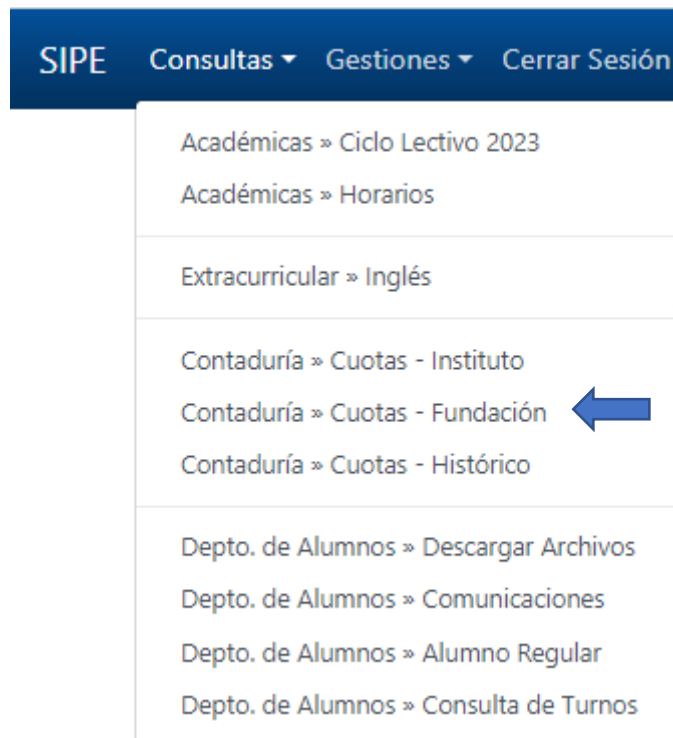 SIPE Consultas Gestiones Cerrar Sesión
Académicas » Ciclo Lectivo 2023
Académicas » Horarios
Extracurricular » Inglés
Contaduría » Cuotas - Instituto
Contaduría » Cuotas - Fundación
Contaduría » Cuotas - Histórico
Depto. de Alumnos » Descargar Archivos
Depto. de Alumnos » Comunicaciones
Depto. de Alumnos » Alumno Regular
Depto. de Alumnos » Consulta de Turnos